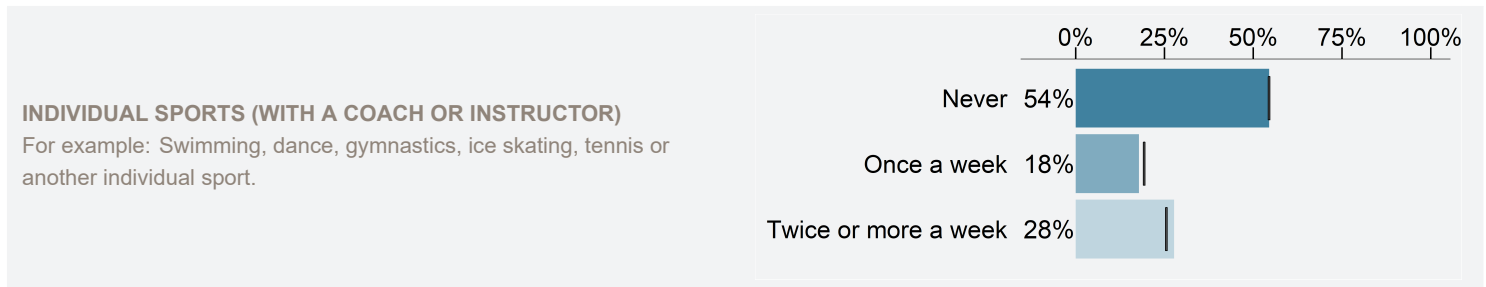 0% 25% 50% 75% 100%
Never 54%
INDIVIDUAL SPORTS (WITH A COACH OR INSTRUCTOR)
For example: Swimming, dance, gymnastics, ice skating, tennis or
another individual sport.
Once a week 18%
Twice or more a week 28%